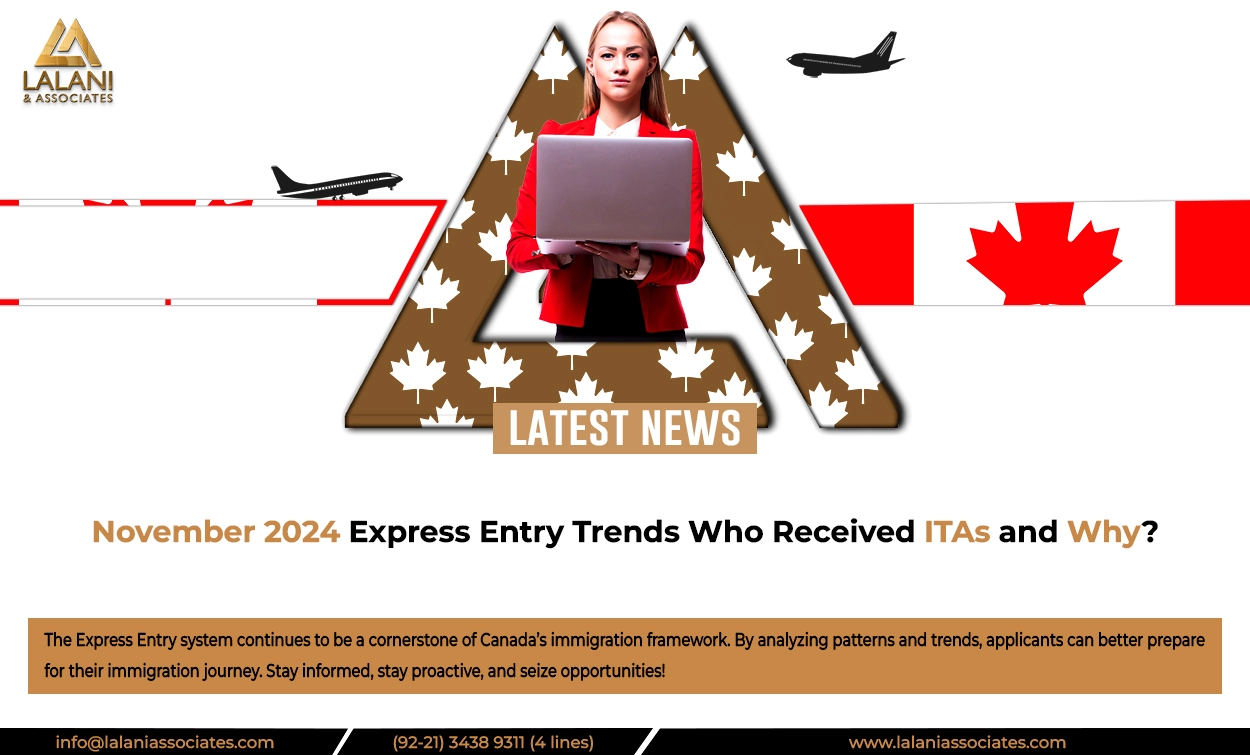 LALANI
& ASSOCIATES
LATEST NEWS
November 2024 Express Entry Trends Who Received ITAs and Why?
The Express Entry system continues to be a cornerstone of Canada's immigration framework. By analyzing patterns and trends, applicants can better prepare
for their immigration journey. Stay informed, stay proactive, and seize opportunities!
info@lalaniassociates.com
(92-21) 3438 9311 (4 lines)
www.lalaniassociates.com